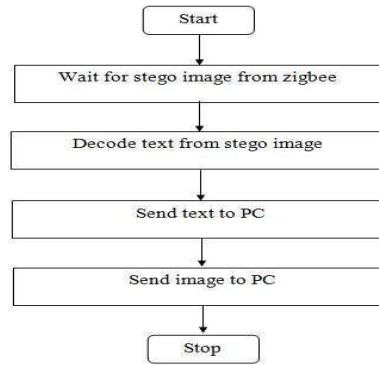 Start
Wait for stego image from zigbee
Decode text from stego image
Send text to PC
Send image to PC
Stop